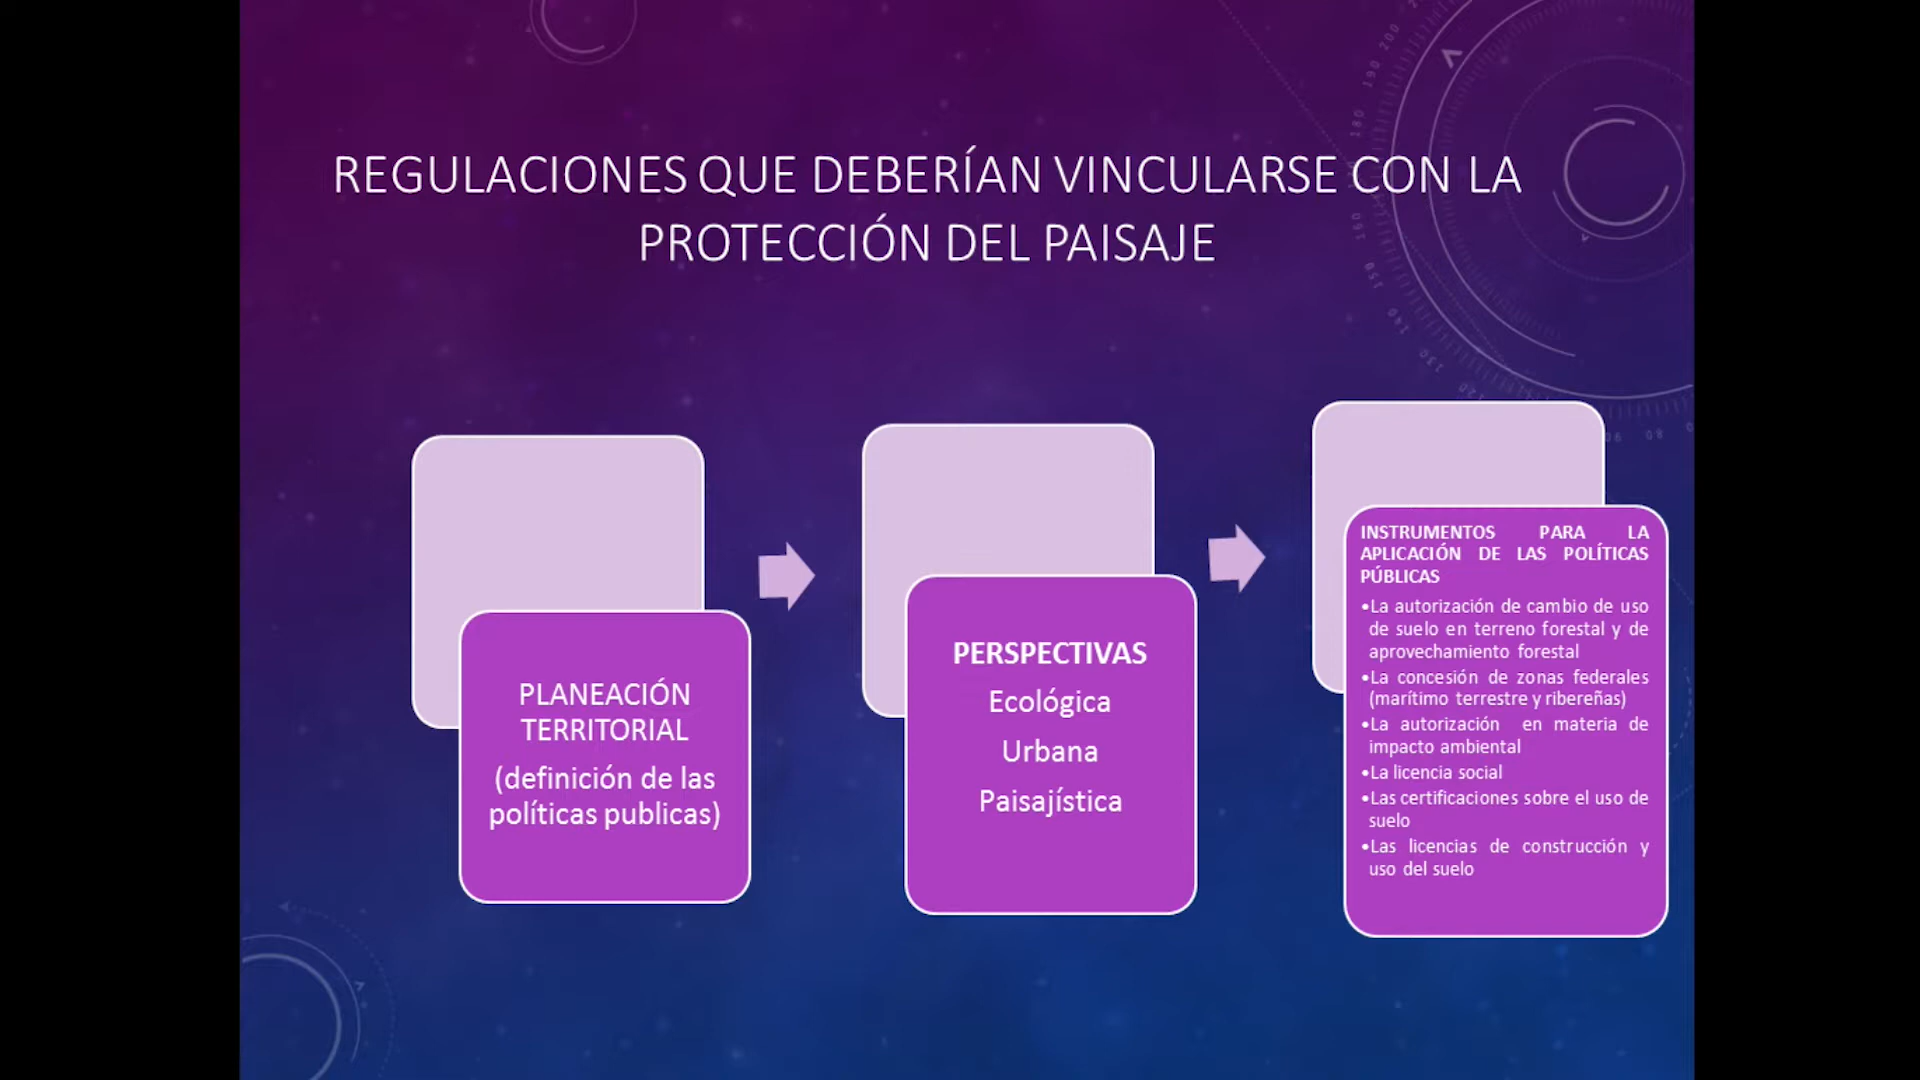 REGULACIONES QUE DEBERÍAN VINCULARSE CON LA
PROTECCIÓN DEL PAISAJE
PLANEACIÓN
TERRITORIAL
(definición de las
políticas publicas)
PERSPECTIVAS
Ecológica
Urbana
Paisajística
INSTRUMENTOS PARA LA
APLICACIÓN DE LAS POLÍTICAS
PÚBLICAS
•La autorización de cambio de uso
de suelo en terreno forestal y de
aprovechamiento forestal
•La concesión de zonas federales
(marítimo terrestre y ribereñas)
•La autorización en materia de
impacto ambiental
•La licencia social
•Las certificaciones sobre el uso de
suelo
•Las licencias de construcción y
uso del suelo